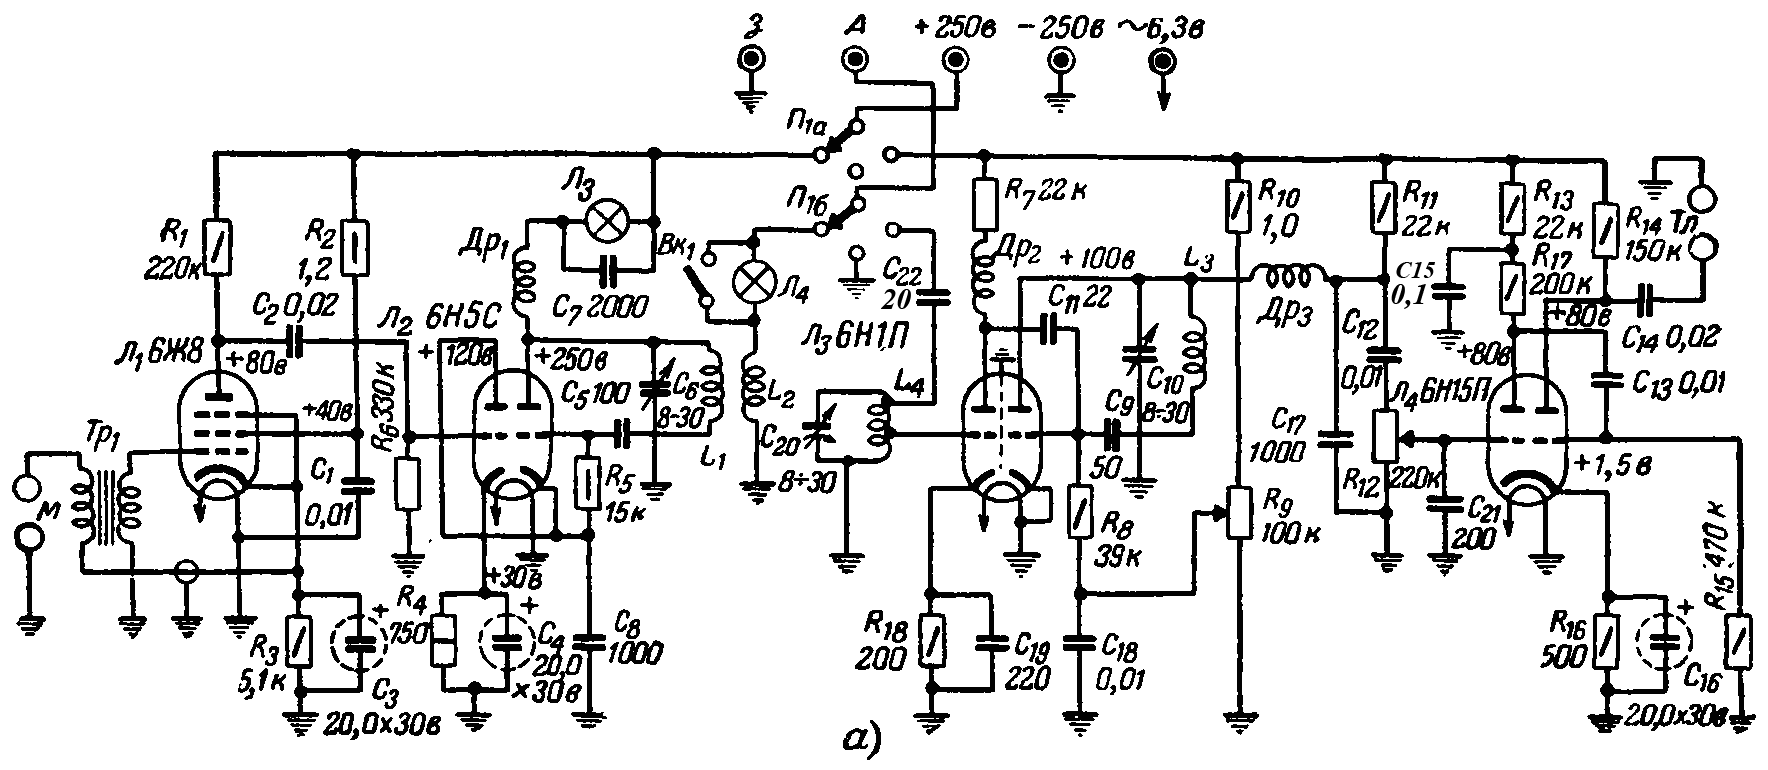 З А +250в −250в ~6,3в
П1а
Л3
R7 22к
R10
1,0
R11
22к
R13
22к
R14
150к
Тл
R1
220к
R2
1,2
Др1
Вк1
П1б
Л4
C22
20
Др2
+100в
L3
Др3
C15
0,1
R17
200к
+80в
C14 0,02
C2 0,02
C7 2000
Л1 6Ж8
+80в
Л2 6Н5С
+120в
+250в
C5 100
C6
8÷30
L2
Л3 6Н1П
L4
C11 22
C10
8÷30
C12
0,01
+80в
Л4 6Н15П
C13 0,01
Тр1
+40в
R6 330к
L1
C20
8÷30
C9
50
C17
1000
R12
220к
+1,5в
М
C1
0,01
R5
15к
R8
39к
R9
100к
C21
200
R15 470к
+30в
R3
5,1к
+
C3
20,0×30в
R4
750
+
C4
20,0
×30в
C8
1000
R18
200
C19
220
C18
0,01
R16
500
+
C16
20,0×30в
а)